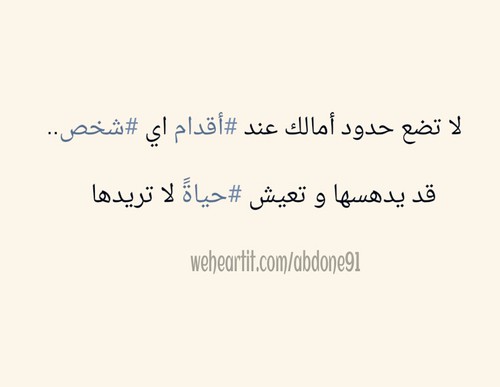 لا تضع حدود أمالك عند #أقدام اي #شخص..
قد يدهسها و تعيش #حياةً لا تريدها
weheartit.com/abdone91